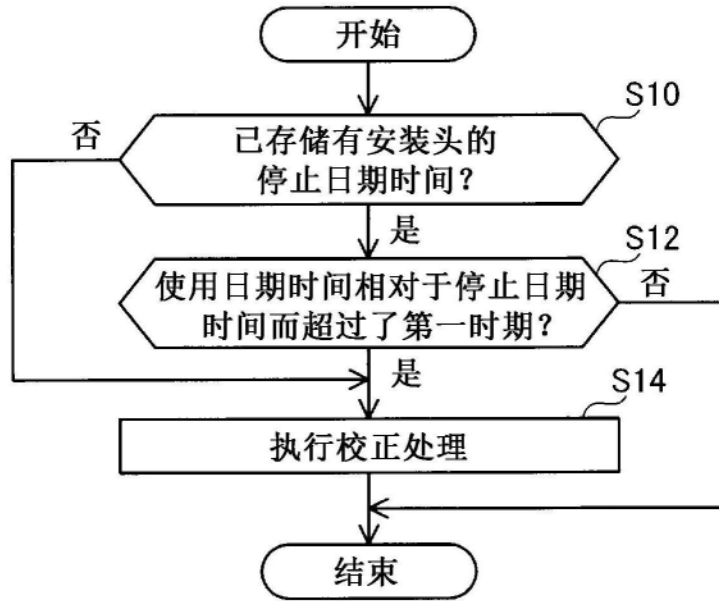 开始
S10
否
已存储有安装头的
停止日期时间？
是
S12
使用日期时间相对于停止日期
时间而超过了第一时期？
否
是
S14
执行校正处理
结束